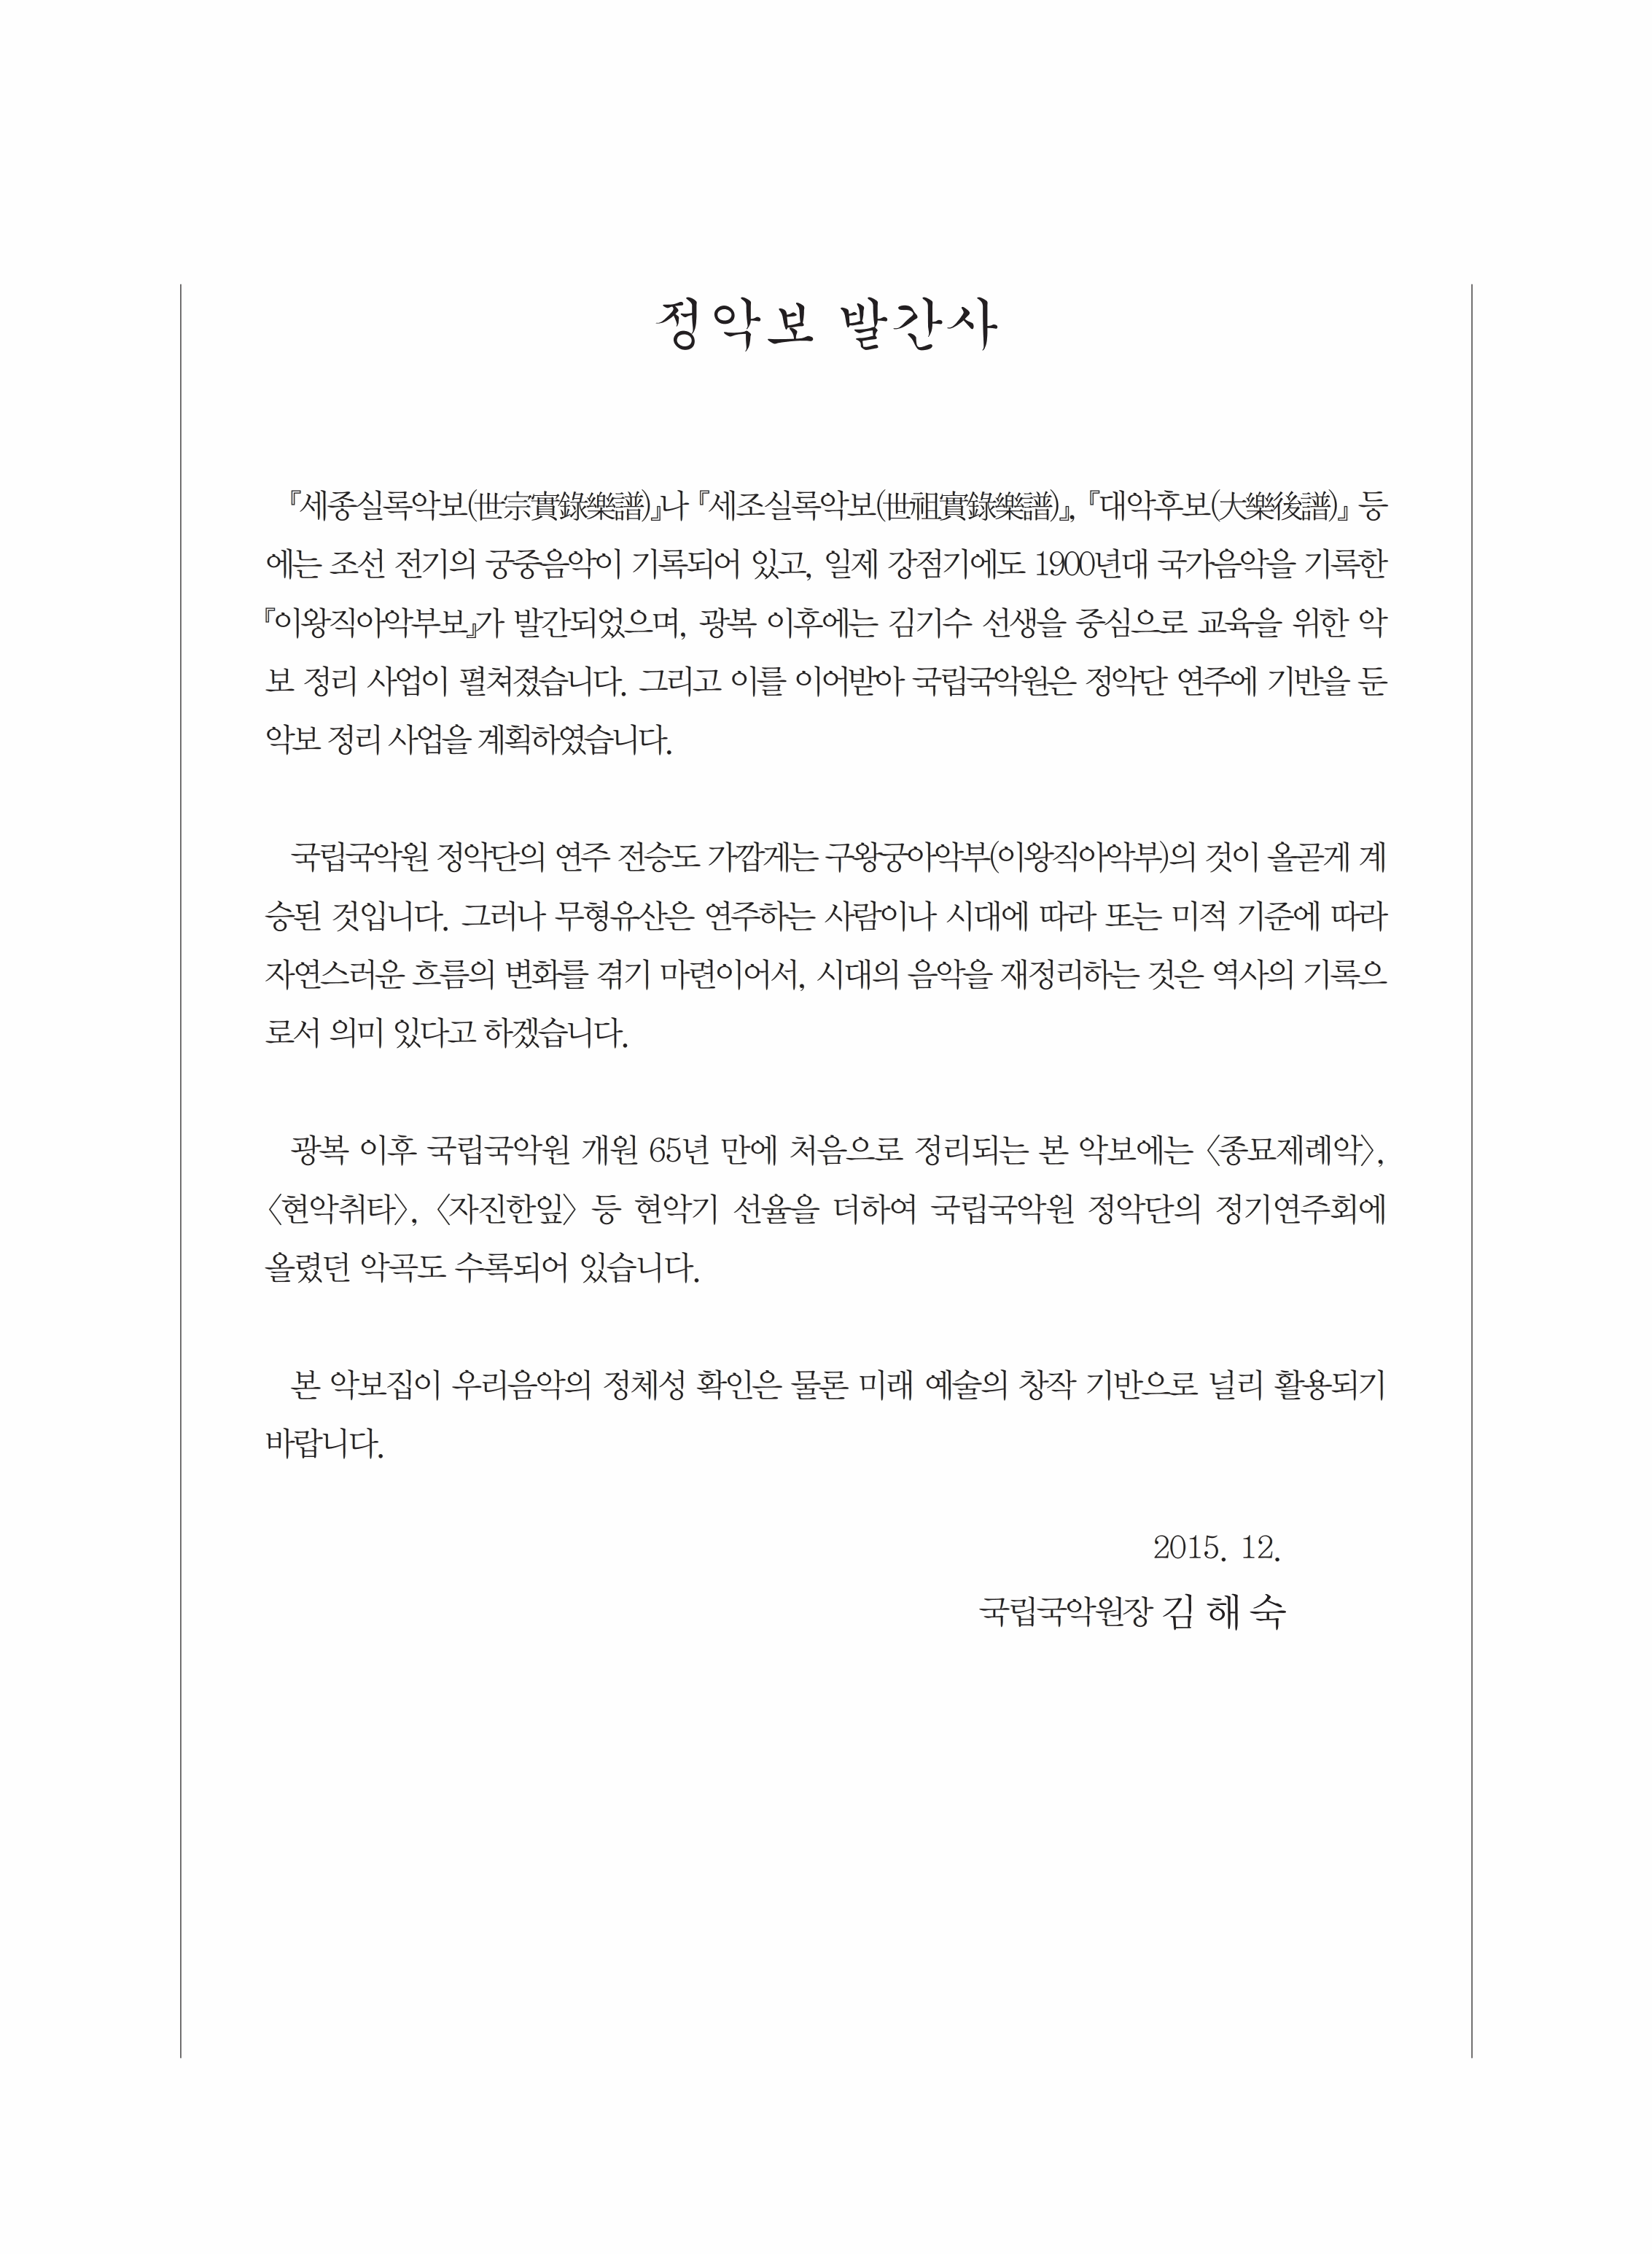 정악보 발간사
『세종실록악보(世宗實錄樂譜)』나 『세조실록악보(世祖實錄樂譜)』, 『대악후보(大樂後譜)』 등
에는 조선 전기의 궁중음악이 기록되어 있고, 일제 강점기에도 1900년대 국가음악을 기록한
『이왕직아악부보』가 발간되었으며, 광복 이후에는 김기수 선생을 중심으로 교육을 위한 악
보 정리 사업이 펼쳐졌습니다. 그리고 이를 이어받아 국립국악원은 정악단 연주에 기반을 둔
악보 정리 사업을 계획하였습니다.
국립국악원 정악단의 연주 전승도 가깝게는 구왕궁아악부(이왕직아악부)의 것이 올곧게 계
승된 것입니다. 그러나 무형유산은 연주하는 사람이나 시대에 따라 또는 미적 기준에 따라
자연스러운 흐름의 변화를 겪기 마련이어서, 시대의 음악을 재정리하는 것은 역사의 기록으
로서 의미 있다고 하겠습니다.
광복 이후 국립국악원 개원 65년 만에 처음으로 정리되는 본 악보에는 〈종묘제례악〉,
〈현악취타〉, 〈자진한잎〉 등 현악기 선율을 더하여 국립국악원 정악단의 정기연주회에
올렸던 악곡도 수록되어 있습니다.
본 악보집이 우리음악의 정체성 확인은 물론 미래 예술의 창작 기반으로 널리 활용되기
바랍니다.
2015. 12.
국립국악원장 김 해 숙